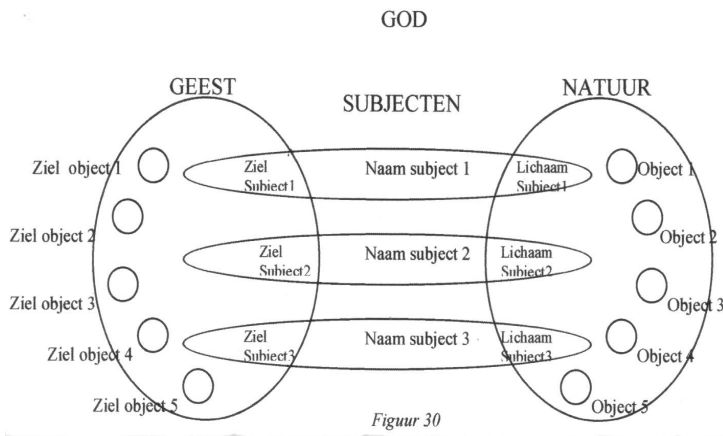 GOD
GEEST
SUBJECTEN
NATUUR
Ziel object 1
Ziel
Subject1
Naam subject 1
Lichaam
Subject1
Object 1
Ziel object 2
Object 2
Ziel
Subject2
Naam subject 2
Lichaam
Subject2
Ziel object 3
Object 3
Ziel
Subject3
Naam subject 3
Lichaam
Subject3
Ziel object 4
Object 4
Ziel object 5
Object 5
Figuur 30